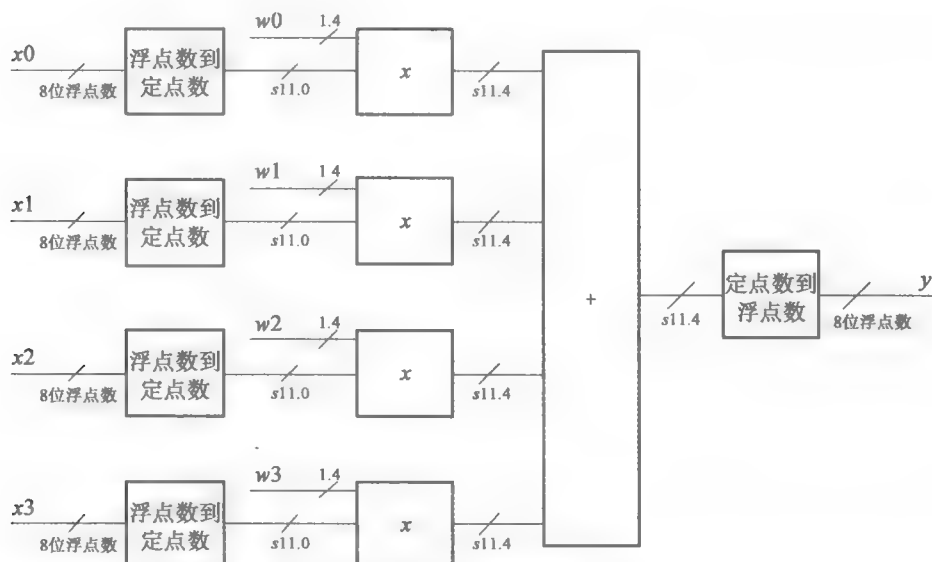 w0 1.4
x0 浮点数到 x
8位浮点数 定点数 s11.0 s11.4
w1 1.4
x1 浮点数到 x
8位浮点数 定点数 s11.0 s11.4
+
定点数到 y
s11.4 浮点数 8位浮点数
w2 1.4
x2 浮点数到 x
8位浮点数 定点数 s11.0 s11.4
w3 1.4
x3 浮点数到 x
8位浮点数 定点数 s11.0 s11.4